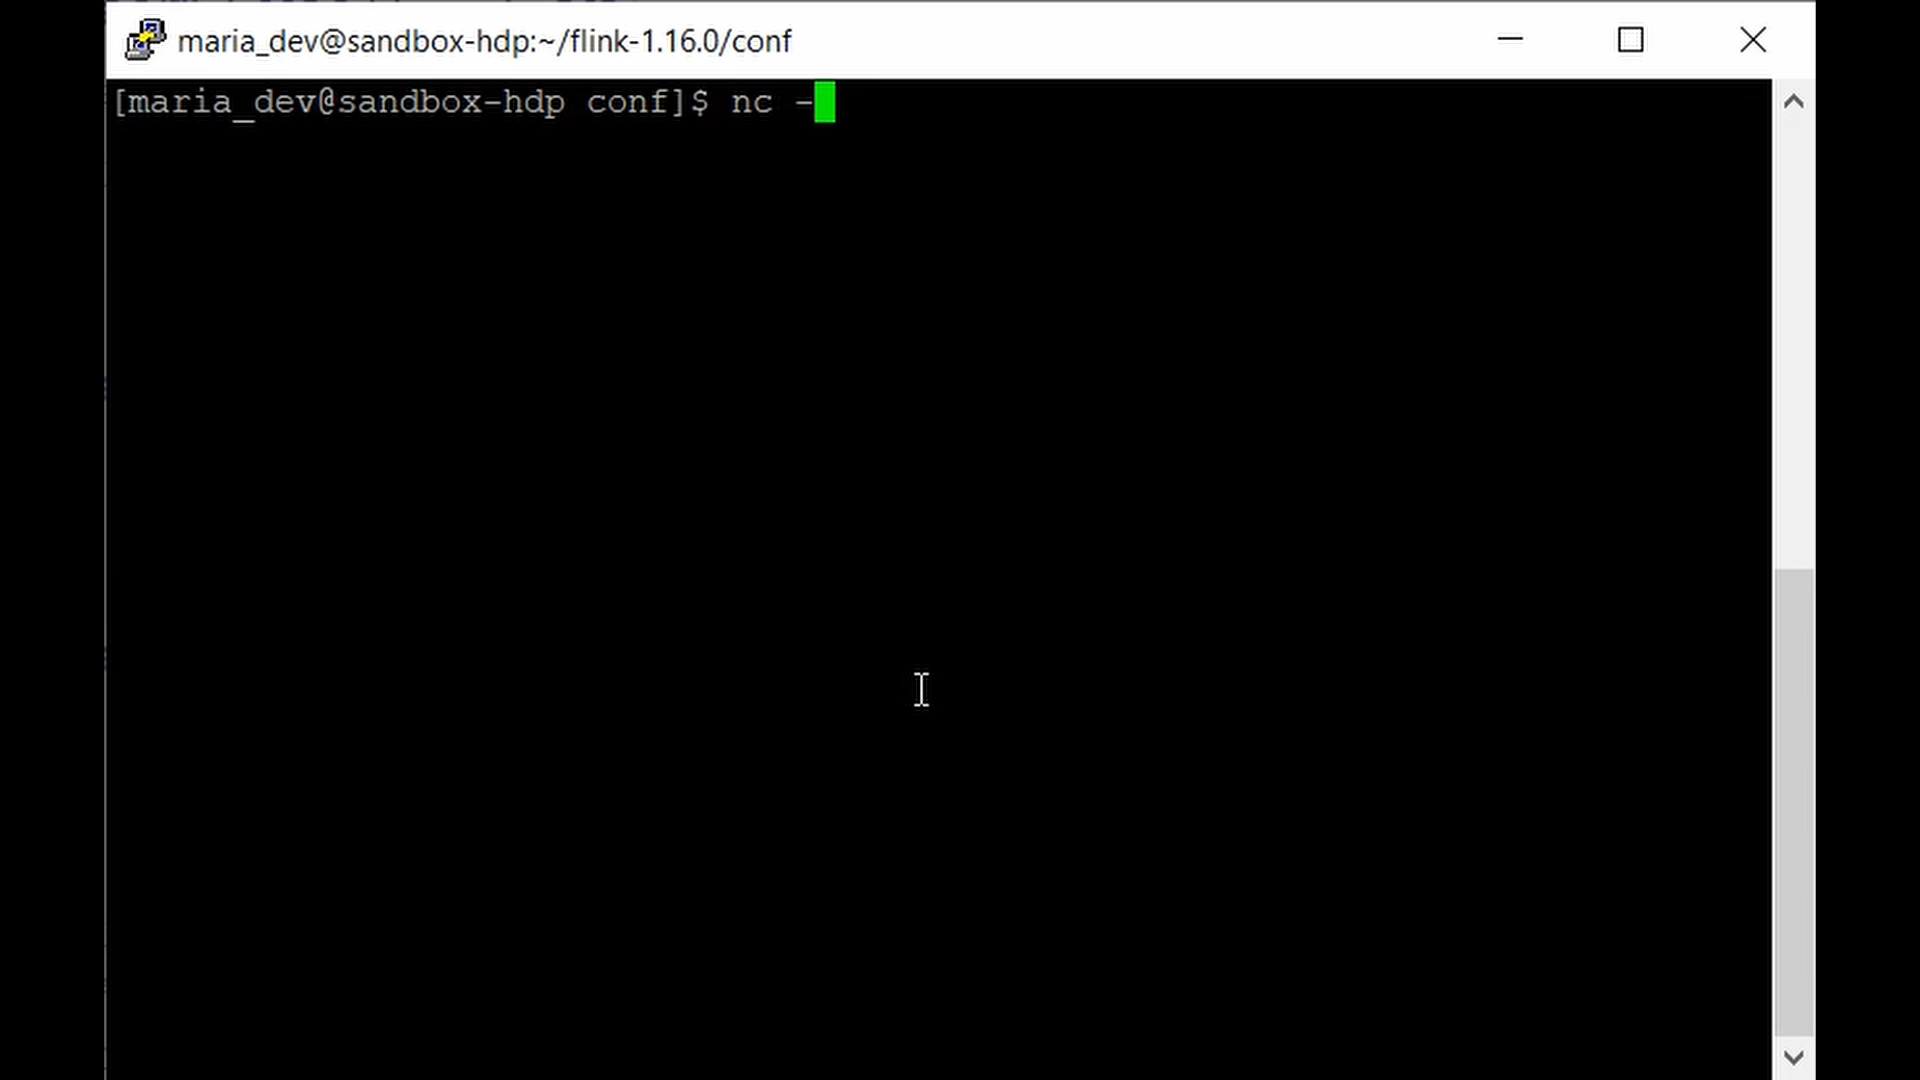 maria_dev@sandbox-hdp:~/flink-1.16.0/conf
[maria_dev@sandbox-hdp conf]$ nc -